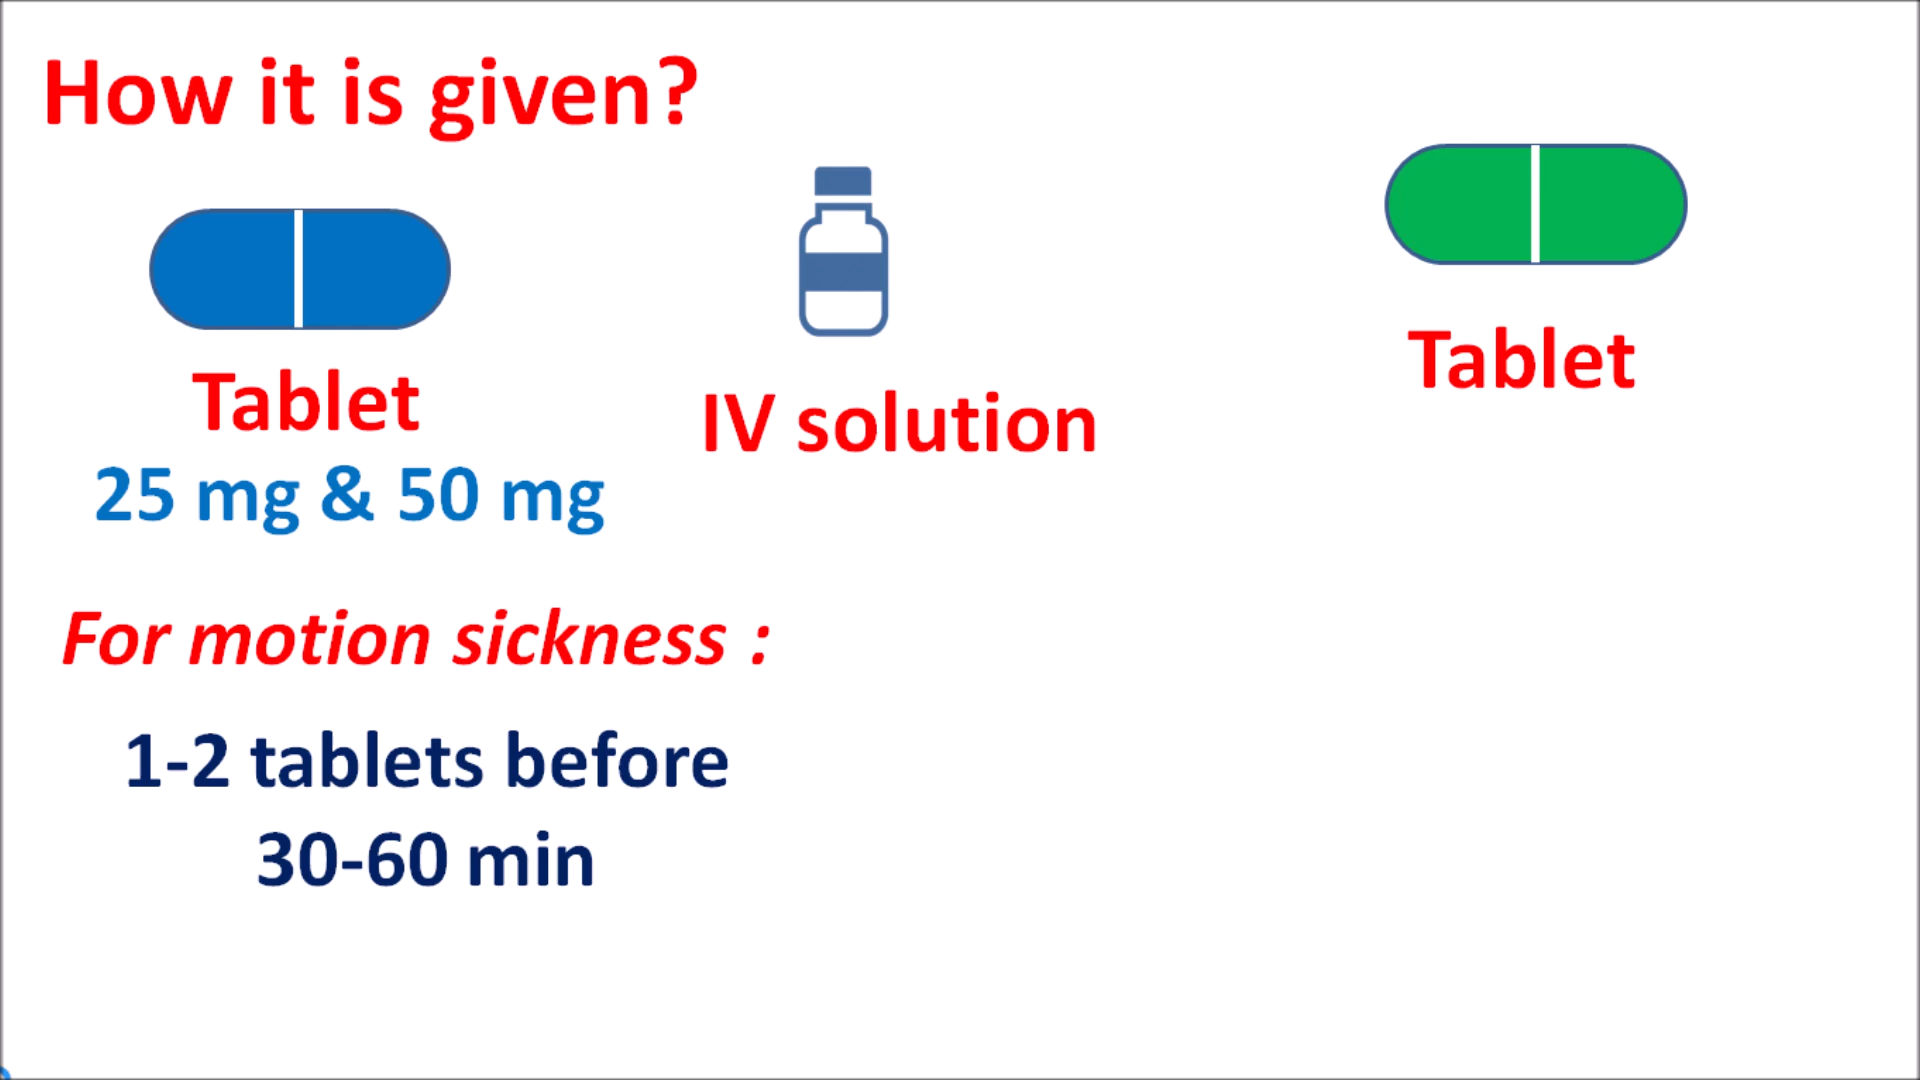 How it is given?
Tablet
25 mg & 50 mg
IV solution
Tablet
For motion sickness :
1-2 tablets before
30-60 min